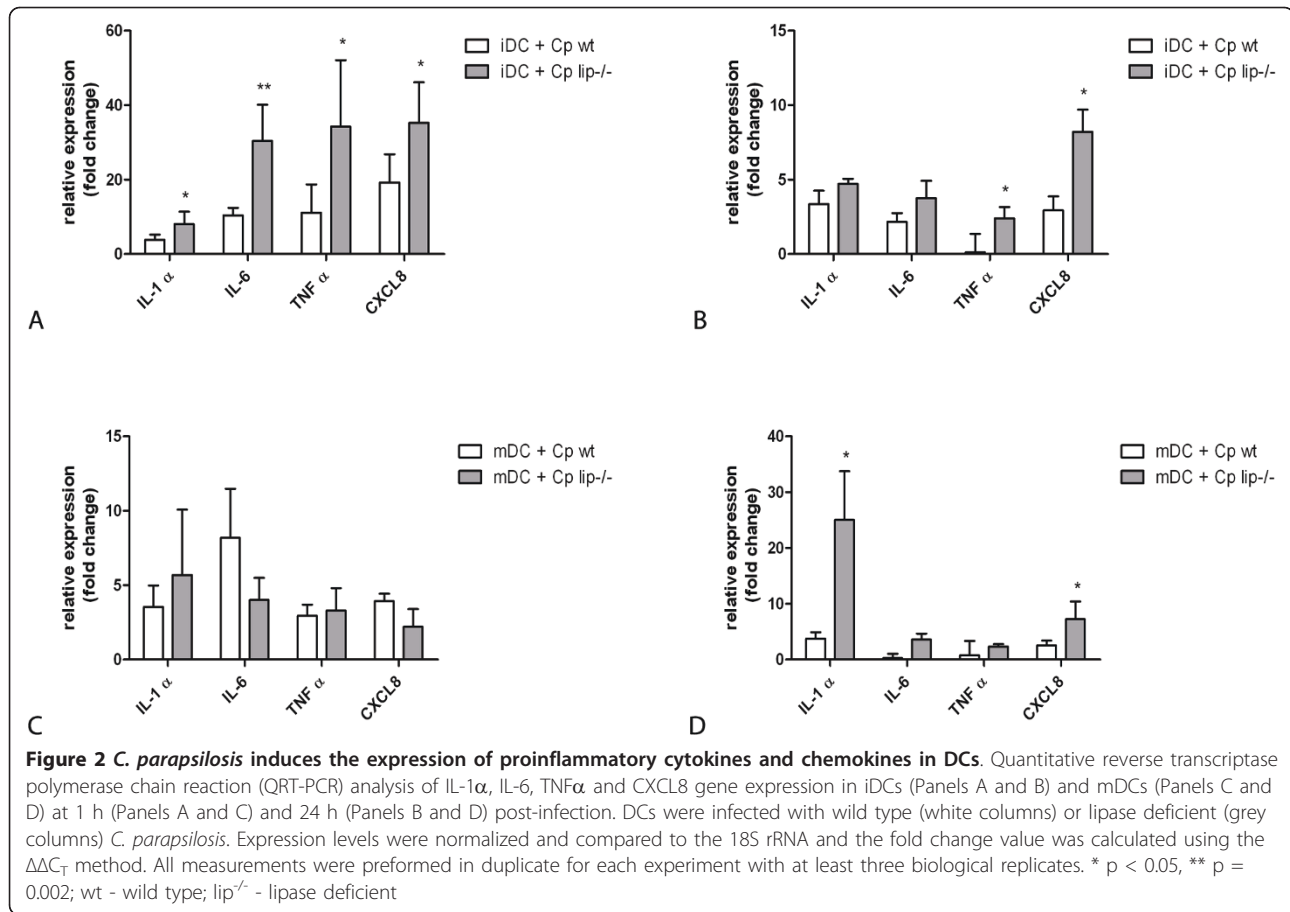 60
40
20
0
relative expression
(fold change)
*
**
*
*
iDC + Cp wt
iDC + Cp lip-/-
IL-1 α
IL-6
TNF α
CXCL8
A
15
10
5
0
relative expression
(fold change)
*
*
iDC + Cp wt
iDC + Cp lip-/-
IL-1 α
IL-6
TNF α
CXCL8
B
15
10
5
0
relative expression
(fold change)
mDC + Cp wt
mDC + Cp lip-/-
IL-1 α
IL-6
TNF α
CXCL8
C
40
30
20
10
0
relative expression
(fold change)
*
*
mDC + Cp wt
mDC + Cp lip-/-
IL-1 α
IL-6
TNF α
CXCL8
D
Figure 2 C. parapsilosis induces the expression of proinflammatory cytokines and chemokines in DCs. Quantitative reverse transcriptase
polymerase chain reaction (QRT-PCR) analysis of IL-1α, IL-6, TNFα and CXCL8 gene expression in iDCs (Panels A and B) and mDCs (Panels C and
D) at 1 h (Panels A and C) and 24 h (Panels B and D) post-infection. DCs were infected with wild type (white columns) or lipase deficient (grey
columns) C. parapsilosis. Expression levels were normalized and compared to the 18S rRNA and the fold change value was calculated using the
ΔΔCT method. All measurements were preformed in duplicate for each experiment with at least three biological replicates. * p < 0.05, ** p =
0.002; wt - wild type; lip-/- - lipase deficient